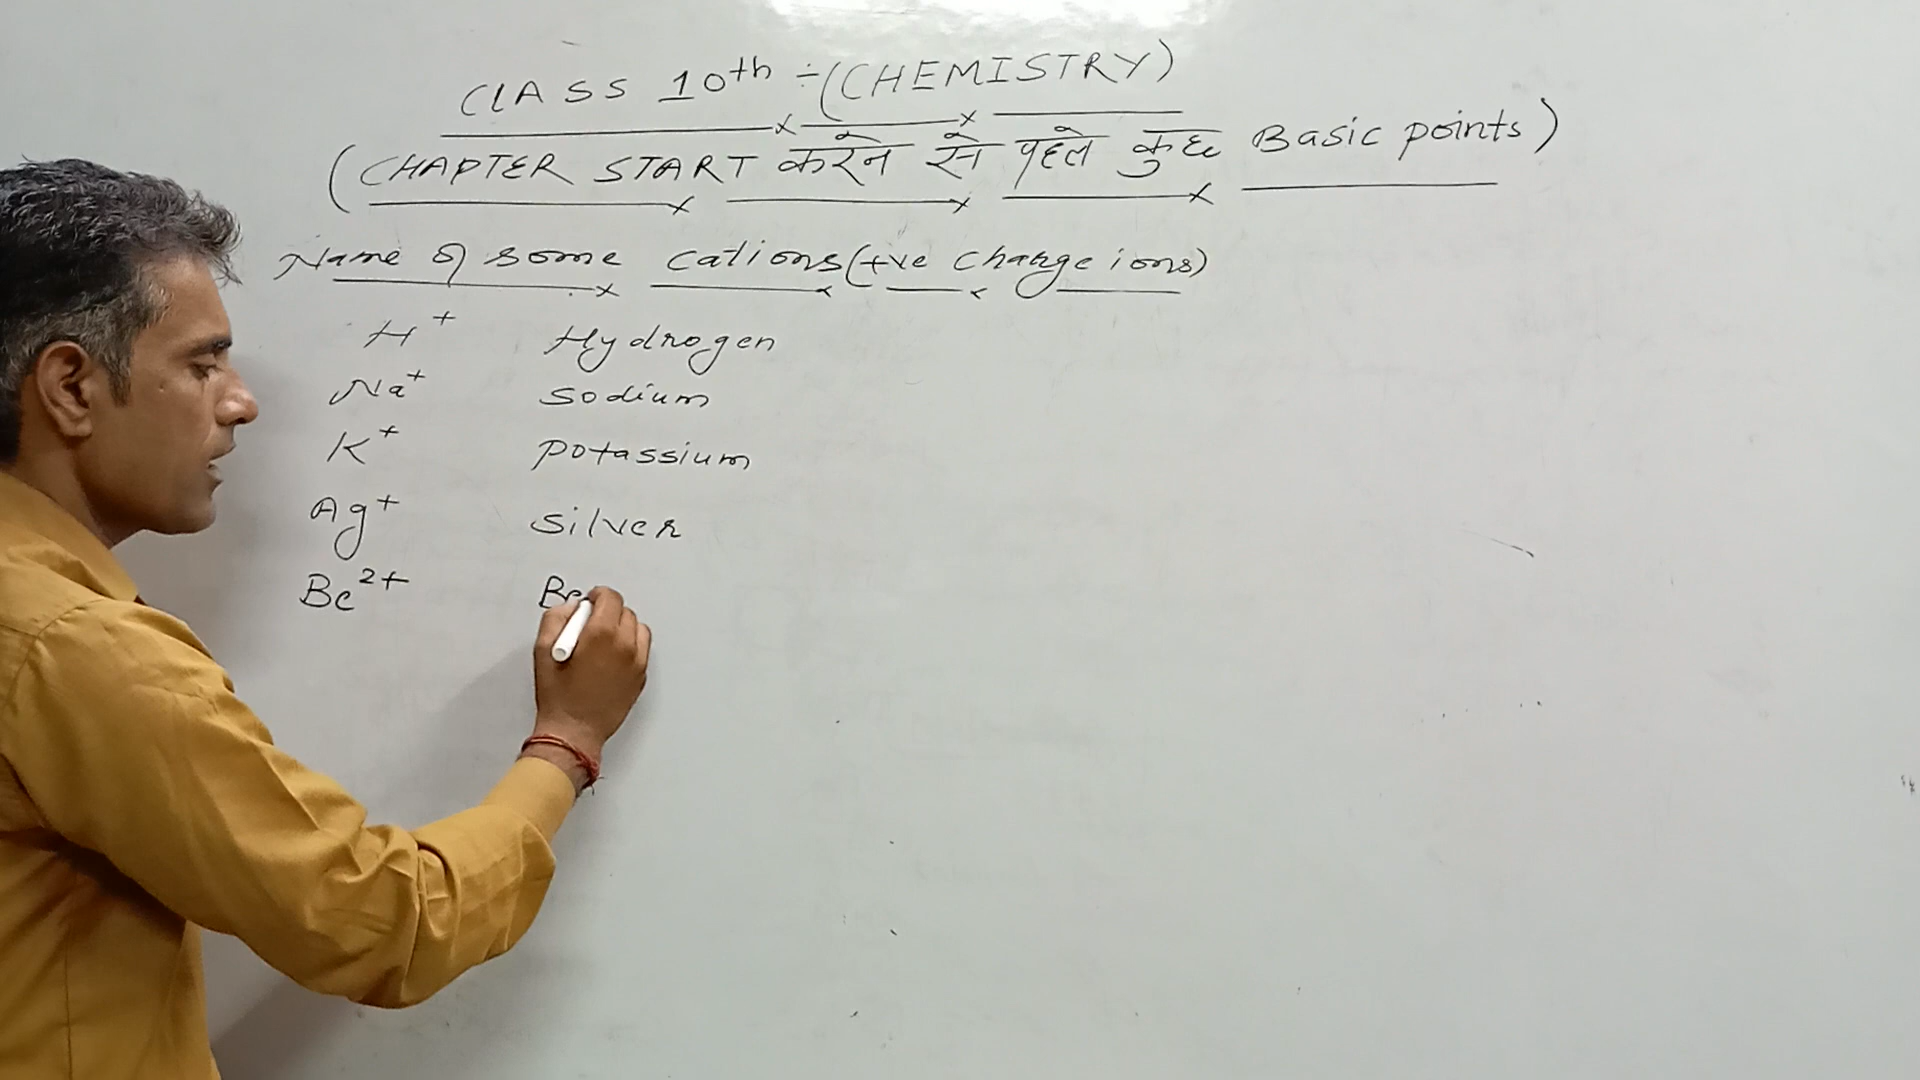 CLASS 10th ÷ (CHEMISTRY)
(CHAPTER START करने से पहले कुछ Basic points)
Name of some cations (+ve charge ions)
H+ Hydrogen
Na+ Sodium
K+ potassium
Ag+ Silver
Be2+ Be